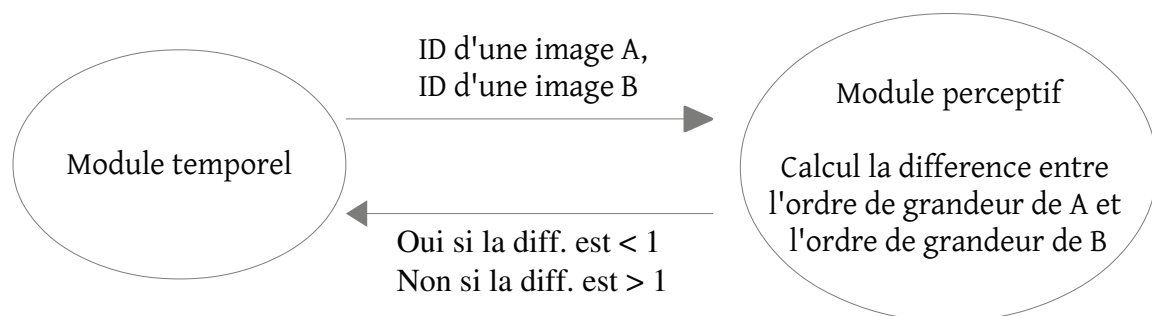 ID d'une image A,
ID d'une image B
Module temporel
Module perceptif
Calcul la difference entre
l'ordre de grandeur de A et
l'ordre de grandeur de B
Oui si la diff. est < 1
Non si la diff. est > 1